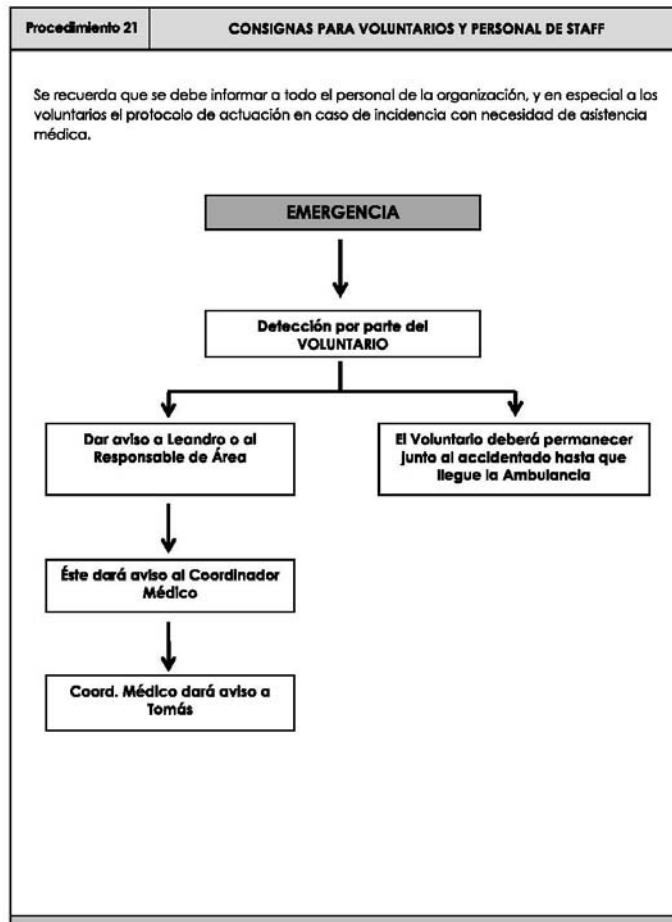 Procedimiento 21
CONSIGNAS PARA VOLUNTARIOS Y PERSONAL DE STAFF
Se recuerda que se debe informar a todo el personal de la organización, y en especial a los
voluntarios el protocolo de actuación en caso de incidencia con necesidad de asistencia
médica.
EMERGENCIA
Detección por parte del
VOLUNTARIO
Dar aviso a Leandro o al
Responsable de Área
El Voluntario deberá permanecer
junto al accidentado hasta que
llegue la Ambulancia
Éste dará aviso al Coordinador
Médico
Coord. Médico dará aviso a
Tomás